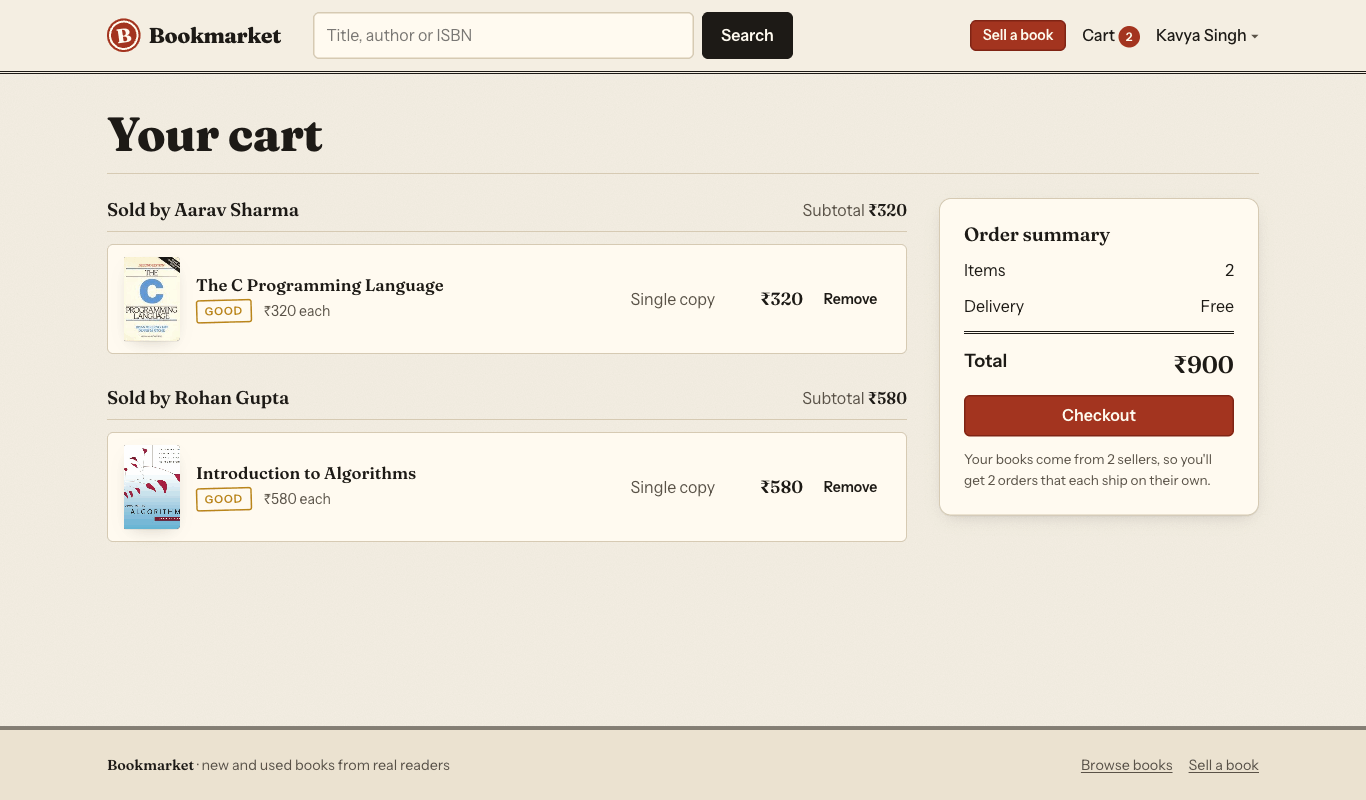 B Bookmarket
Title, author or ISBN
Search
Sell a book
Cart 2
Kavya Singh
Your cart
Sold by Aarav Sharma
Subtotal ₹320
THE
C
PROGRAMMING
LANGUAGE
The C Programming Language
GOOD ₹320 each
Single copy
₹320
Remove
Sold by Rohan Gupta
Subtotal ₹580
ALGORITHM
Introduction to Algorithms
GOOD ₹580 each
Single copy
₹580
Remove
Order summary
Items 2
Delivery Free
Total ₹900
Checkout
Your books come from 2 sellers, so you'll
get 2 orders that each ship on their own.
Bookmarket · new and used books from real readers
Browse books
Sell a book